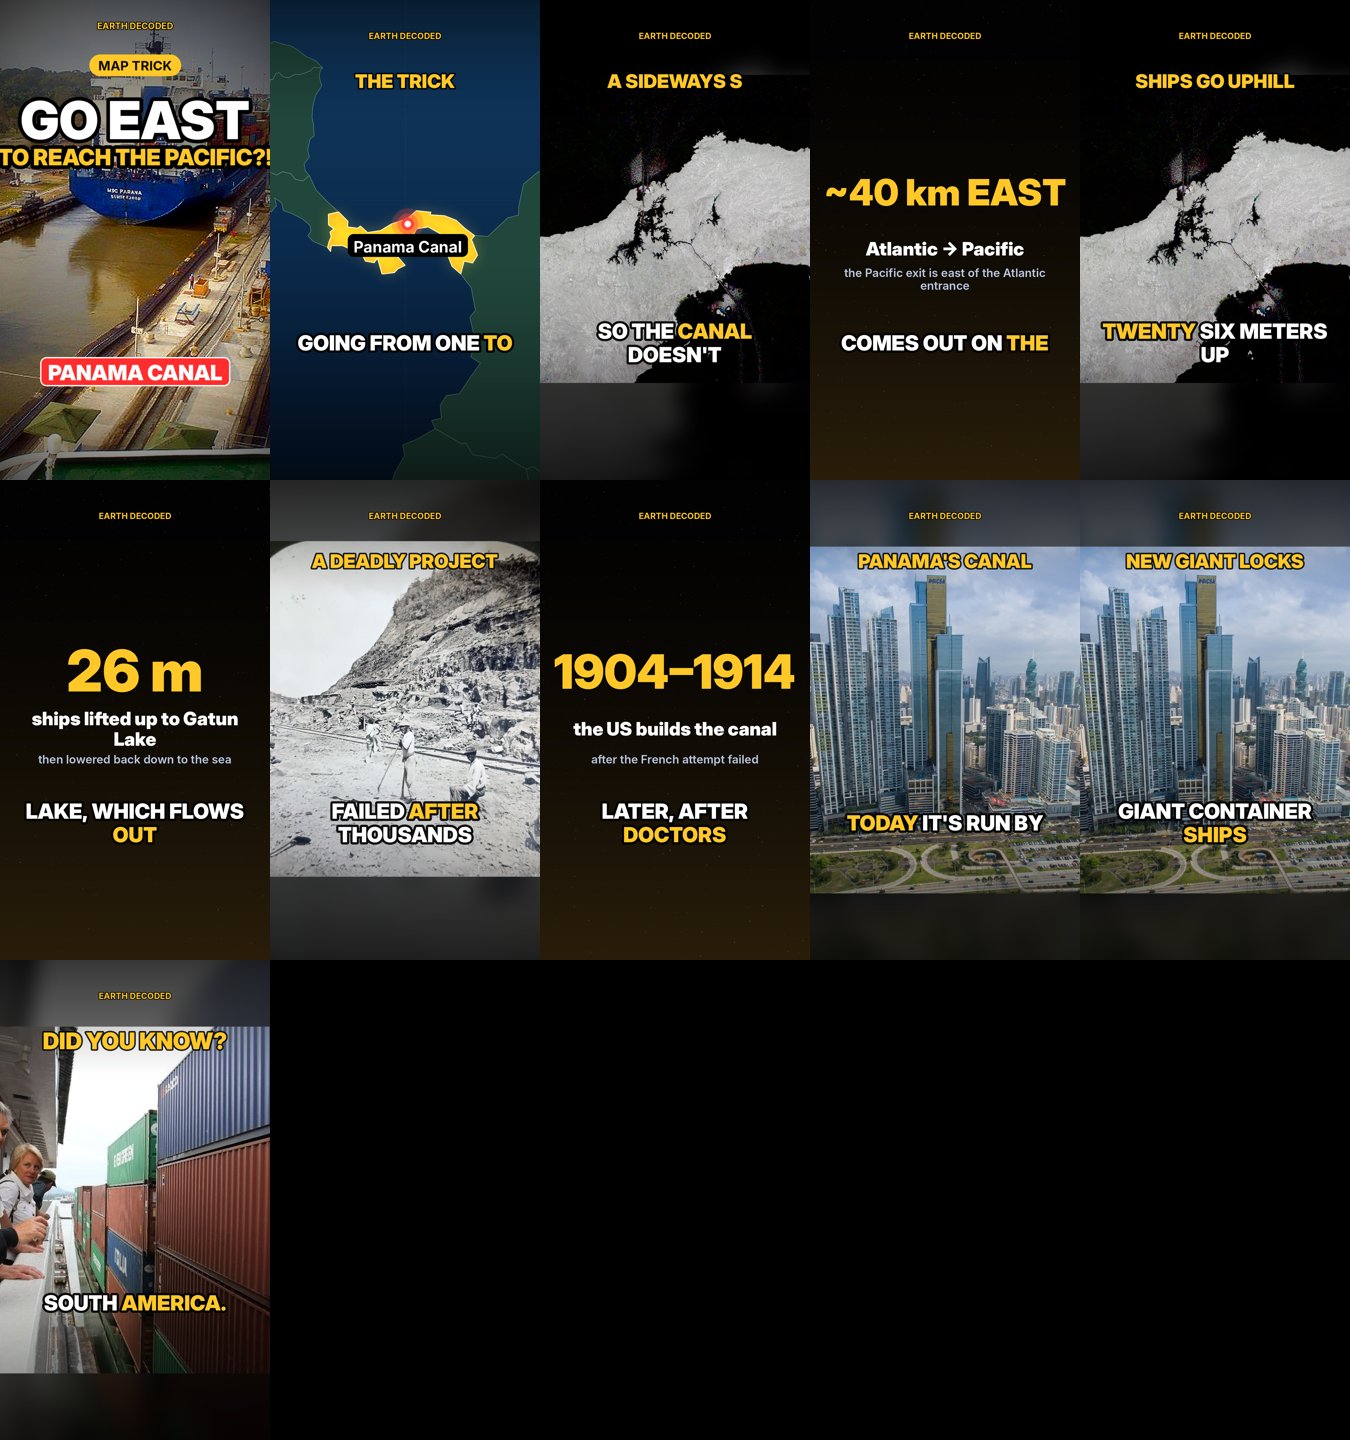 EARTH DECODED
MAP TRICK
GO EAST
TO REACH THE PACIFIC?!
MSC PARANA
PANAMA CANAL
EARTH DECODED
THE TRICK
Panama Canal
GOING FROM ONE TO
EARTH DECODED
A SIDEWAYS S
SO THE CANAL
DOESN'T
EARTH DECODED
~40 km EAST
Atlantic → Pacific
the Pacific exit is east of the Atlantic
entrance
COMES OUT ON THE
EARTH DECODED
SHIPS GO UPHILL
TWENTY SIX METERS
UP
EARTH DECODED
26 m
ships lifted up to Gatun
Lake
then lowered back down to the sea
LAKE, WHICH FLOWS
OUT
EARTH DECODED
A DEADLY PROJECT
FAILED AFTER
THOUSANDS
EARTH DECODED
1904–1914
the US builds the canal
after the French attempt failed
LATER, AFTER
DOCTORS
EARTH DECODED
PANAMA'S CANAL
TODAY IT'S RUN BY
EARTH DECODED
NEW GIANT LOCKS
GIANT CONTAINER
SHIPS
EARTH DECODED
DID YOU KNOW?
SOUTH AMERICA.